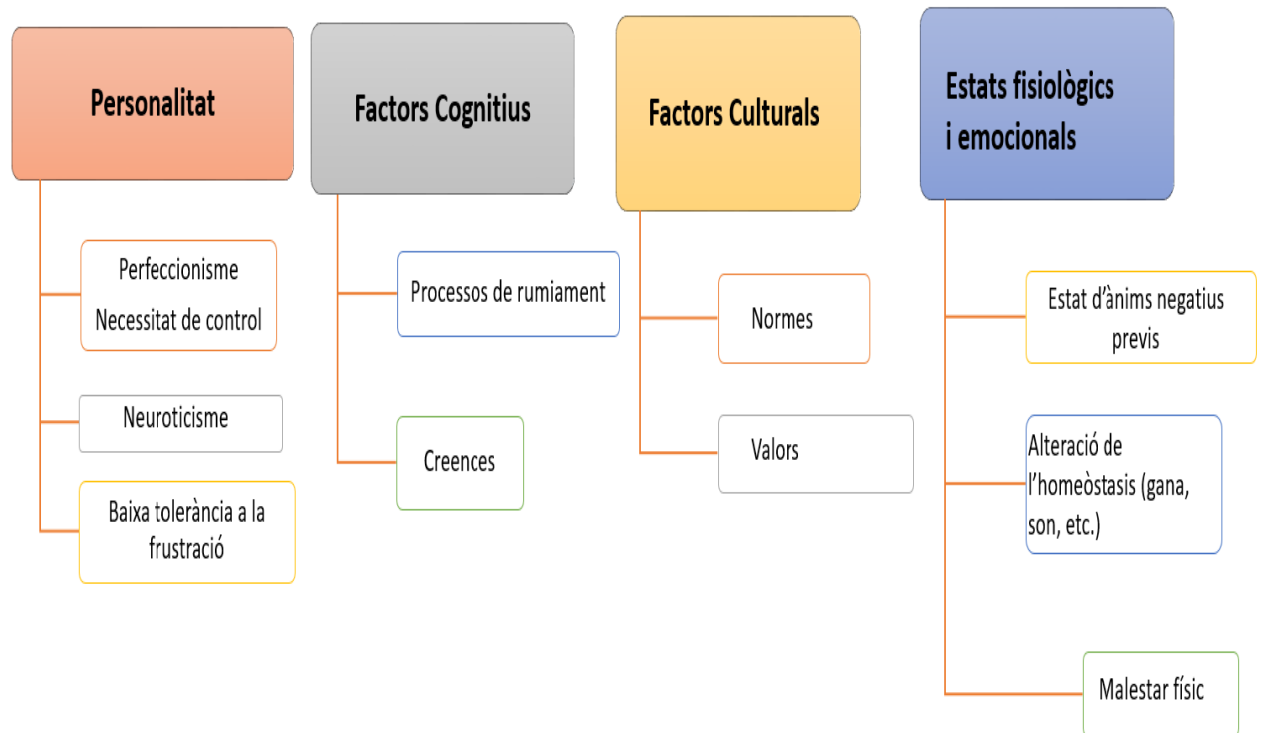 Personalitat
Perfeccionisme
Necessitat de control
Neuroticisme
Baixa tolerància a la
frustració
Factors Cognitius
Processos de rumiament
Creences
Factors Culturals
Normes
Valors
Estats fisiològics
i emocionals
Estat d'ànims negatius
previs
Alteració de
l'homeòstasis (gana,
son, etc.)
Malestar físic